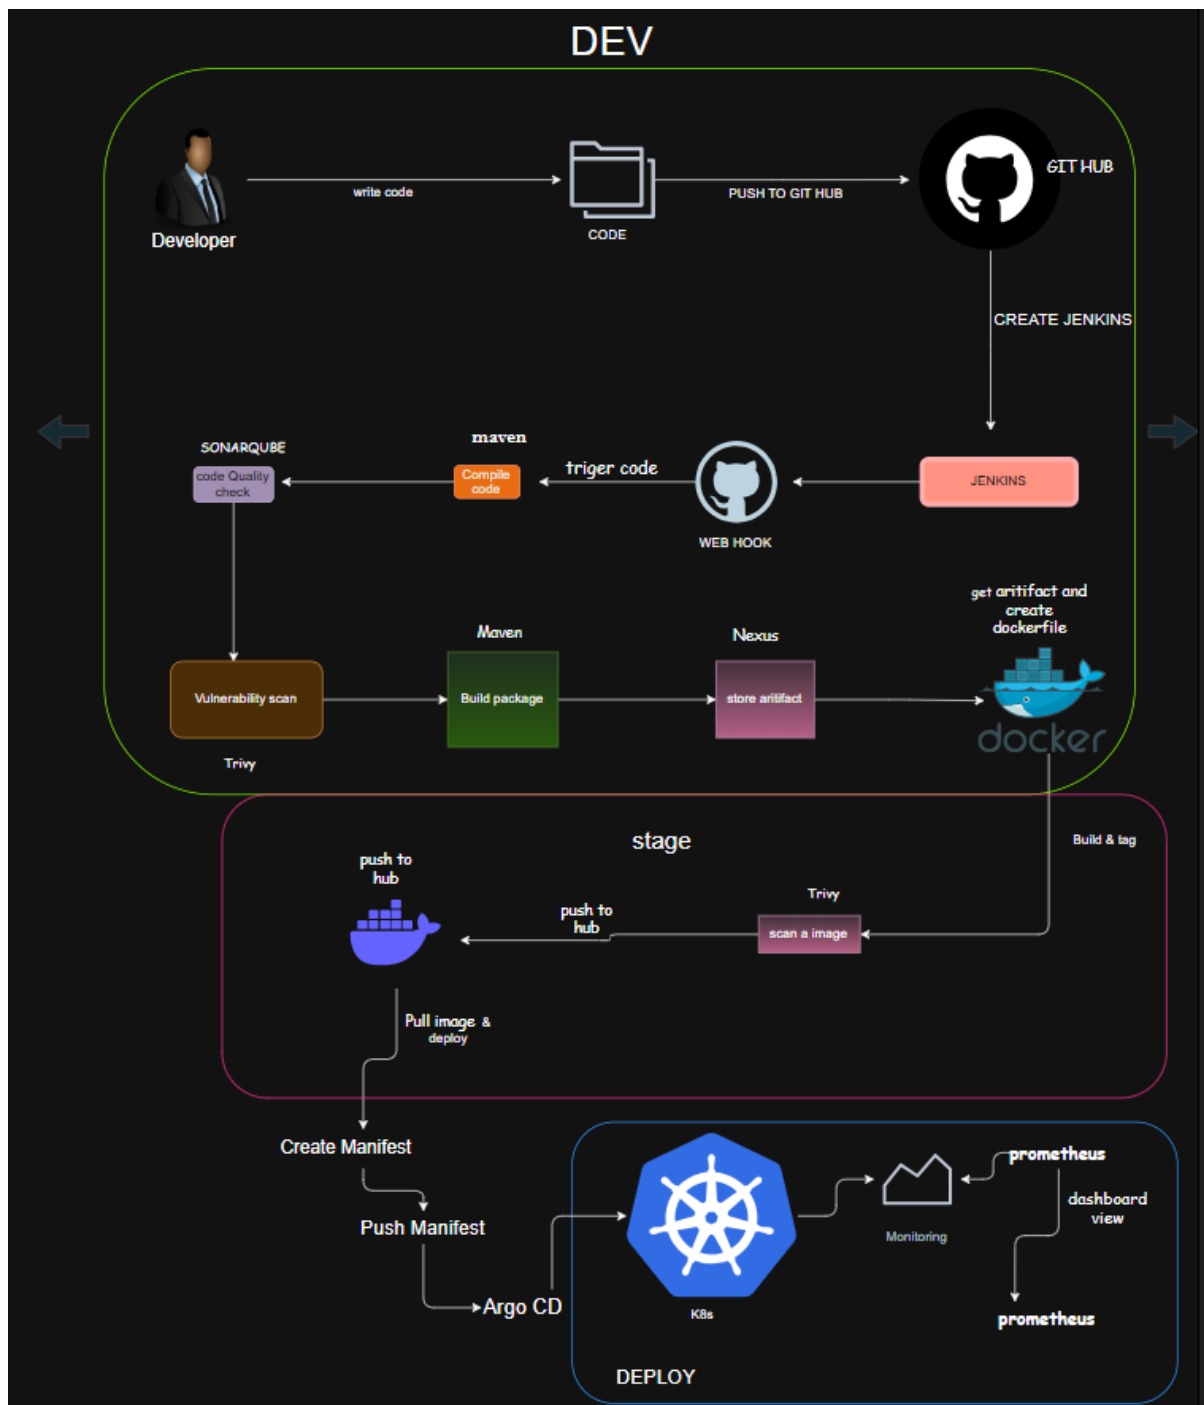 DEV
GIT HUB
write code
PUSH TO GIT HUB
Developer
CODE
CREATE JENKINS
SONARQUBE
code Quality
check
maven
Compile
code
triger code
WEB HOOK
JENKINS
get aritifact and
create
dockerfile
Vulnerability scan
Trivy
Maven
Build package
Nexus
store aritifact
docker
stage
Build & tag
push to
hub
push to
hub
Trivy
scan a image
Pull image &
deploy
Create Manifest
Push Manifest
Argo CD
K8s
Monitoring
prometheus
dashboard
view
prometheus
DEPLOY